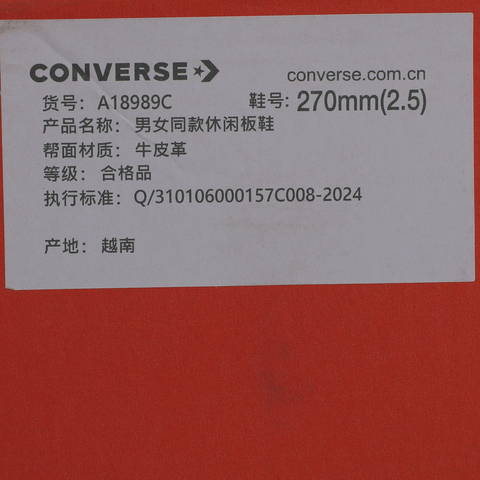 CONVERSE
converse.com.cn
货号: A18989C 鞋号: 270mm(2.5)
产品名称: 男女同款休闲板鞋
帮面材质: 牛皮革
等级: 合格品
执行标准: Q/310106000157C008-2024
产地: 越南